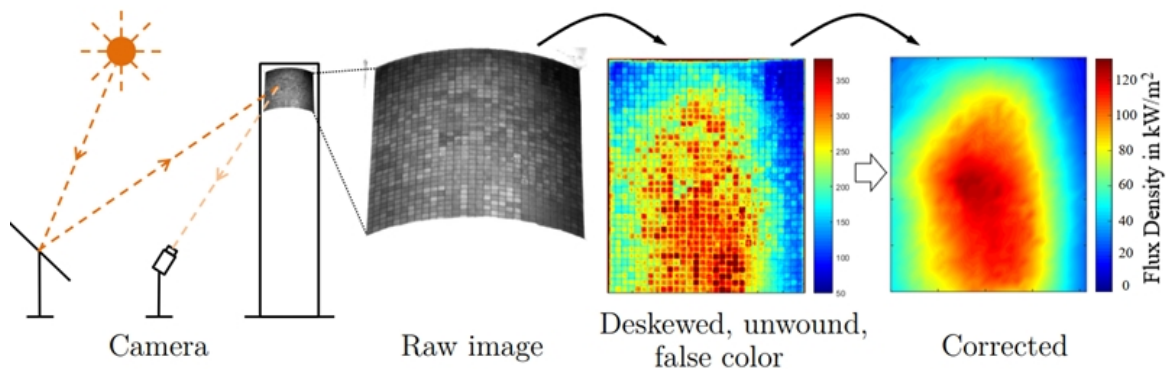 350
300
250
200
150
100
50
120
100
80
60
40
20
0
Flux Density in kW/m²
Camera
Raw image
Deskewed, unwound,
false color
Corrected